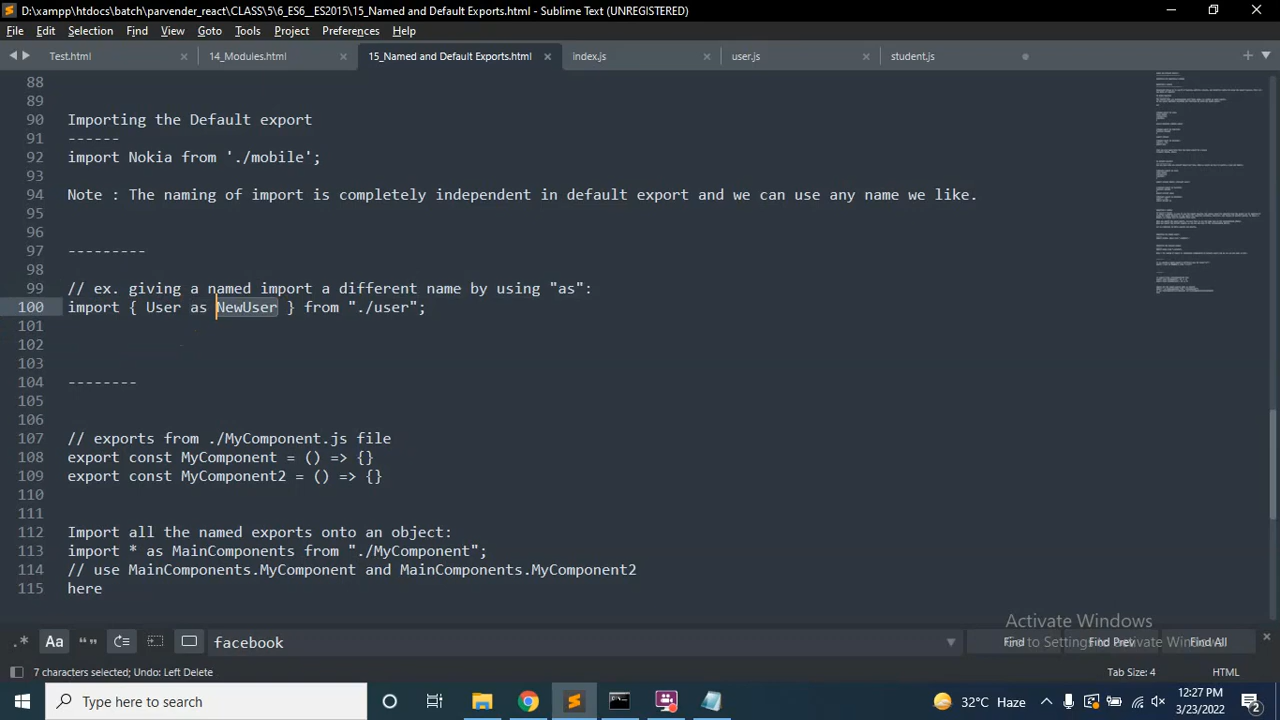 D:\xampp\htdocs\batch\parvender_react\CLASS\5\6_ES6__ES2015\15_Named and Default Exports.html - Sublime Text (UNREGISTERED)
File Edit Selection Find View Goto Tools Project Preferences Help
Test.html 14_Modules.html 15_Named and Default Exports.html index.js user.js student.js
88
89
90 Importing the Default export
91 ------
92 import Nokia from './mobile';
93
94 Note : The naming of import is completely independent in default export and we can use any name we like.
95
96
97 ---------
98
99 // ex. giving a named import a different name by using "as":
100 import { User as NewUser } from "./user";
101
102
103
104 --------
105
106
107 // exports from ./MyComponent.js file
108 export const MyComponent = () => {}
109 export const MyComponent2 = () => {}
110
111
112 Import all the named exports onto an object:
113 import * as MainComponents from "./MyComponent";
114 // use MainComponents.MyComponent and MainComponents.MyComponent2
115 here
Activate Windows
Go to Settings to activate Windows.
.* Aa “” facebook Find Find Prev Find All
7 characters selected; Undo: Left Delete Tab Size: 4 HTML
Type here to search 32°C Haze 12:27 PM
3/23/2022 2